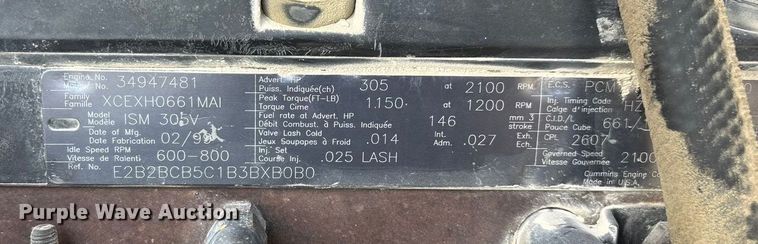 Engine No. 34947481
Moteur No.
Family XCEXH0661MAI
Famille
Model ISM 305V
Modèle
Date of Mfg. 02/99
Date Fabrication
Idle Speed RPM 600-800
Vitesse de Ralenti
Ref. No. E2B2BCB5C1B3BXB0B0
Advert. HP 305 at 2100 RPM.
Puiss. Indiquée(ch)
Peak Torque(FT-LB) 1.150 at 1200 RPM.
Torque Cime
Fuel rate at Advert. HP 146 mm 3 stroke
Débit Combust. à Puiss. Indiquée
Valve Lash Cold .014 Int. Adm. .027 Exh. Ech.
Jeux Soupapes à Froid
Inj. Set .025 LASH
Course Inj.
E.C.S. PCM
Inj. Timing Code HZ
Calge d'injection
C.I.D./L 661/
Pouce Cube
CPL 2607
Governed Speed 2100
Vitesse Gouvernée
Cummins Engine Co
Made in U.S.A.
Purple Wave Auction